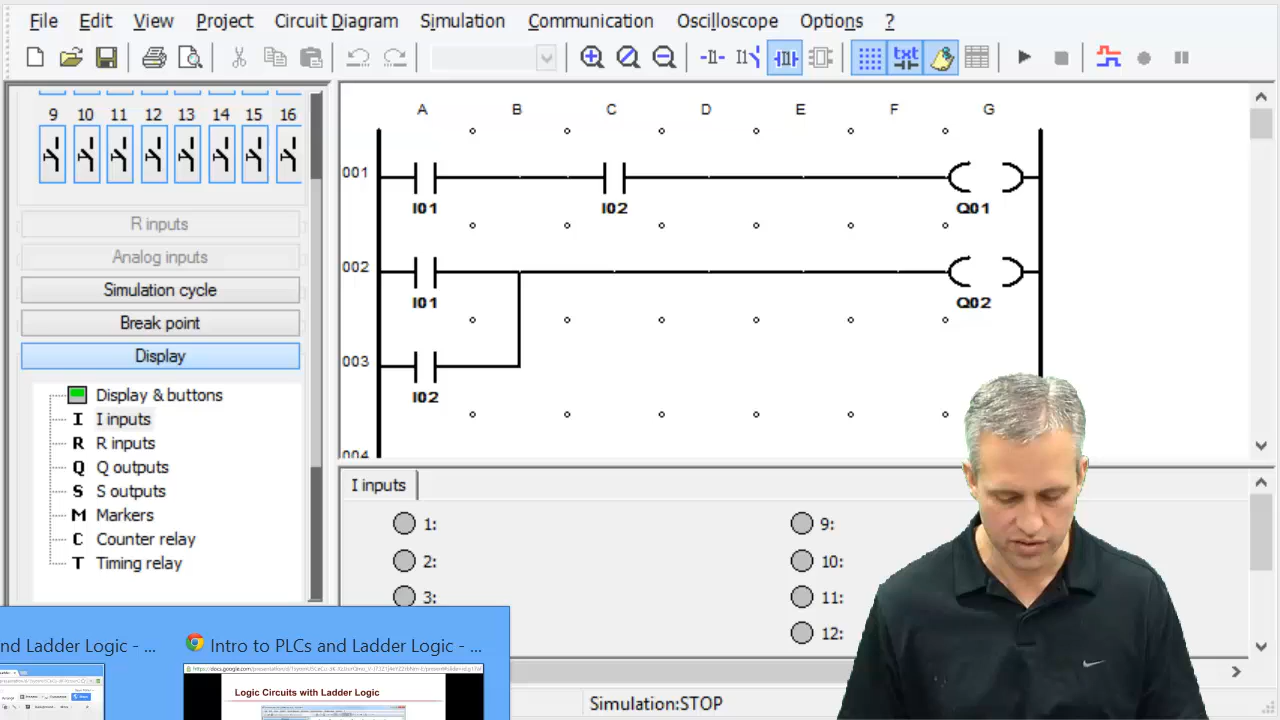 File Edit View Project Circuit Diagram Simulation Communication Oscilloscope Options ?
txt
9 10 11 12 13 14 15 16
R inputs
Analog inputs
Simulation cycle
Break point
Display
Display & buttons
I I inputs
R R inputs
Q Q outputs
S S outputs
M Markers
C Counter relay
T Timing relay
A B C D E F G
001
I01 I02 Q01
002
I01 Q02
003
I02
004
I inputs
1: 9:
2: 10:
3: 11:
12:
and Ladder Logic - ...
Intro to PLCs and Ladder Logic - ...
Logic Circuits with Ladder Logic
Simulation:STOP